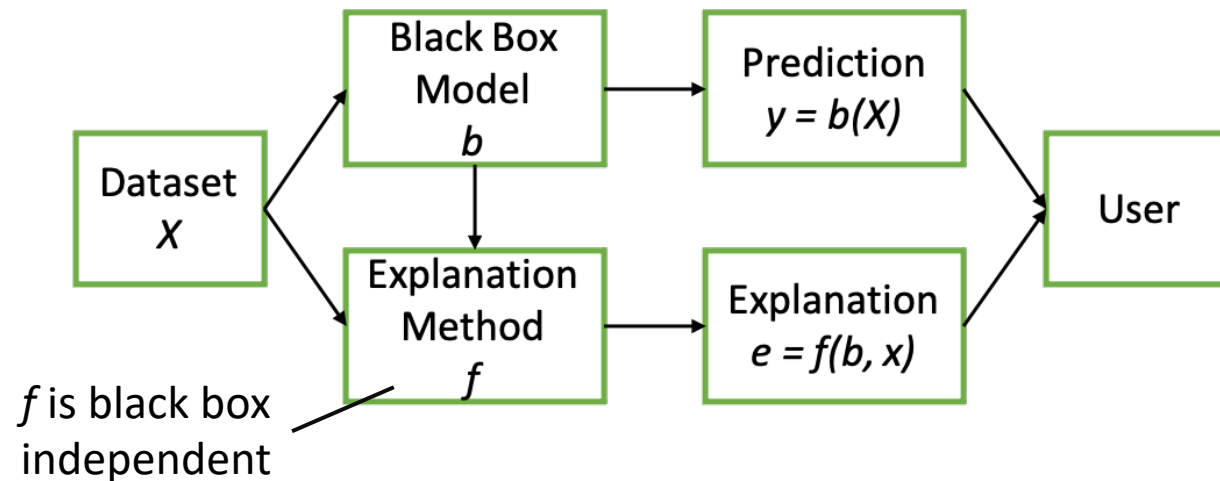 Dataset
X
Black Box
Model
b
Explanation
Method
f
Prediction
y = b(X)
Explanation
e = f(b, x)
User
f is black box
independent